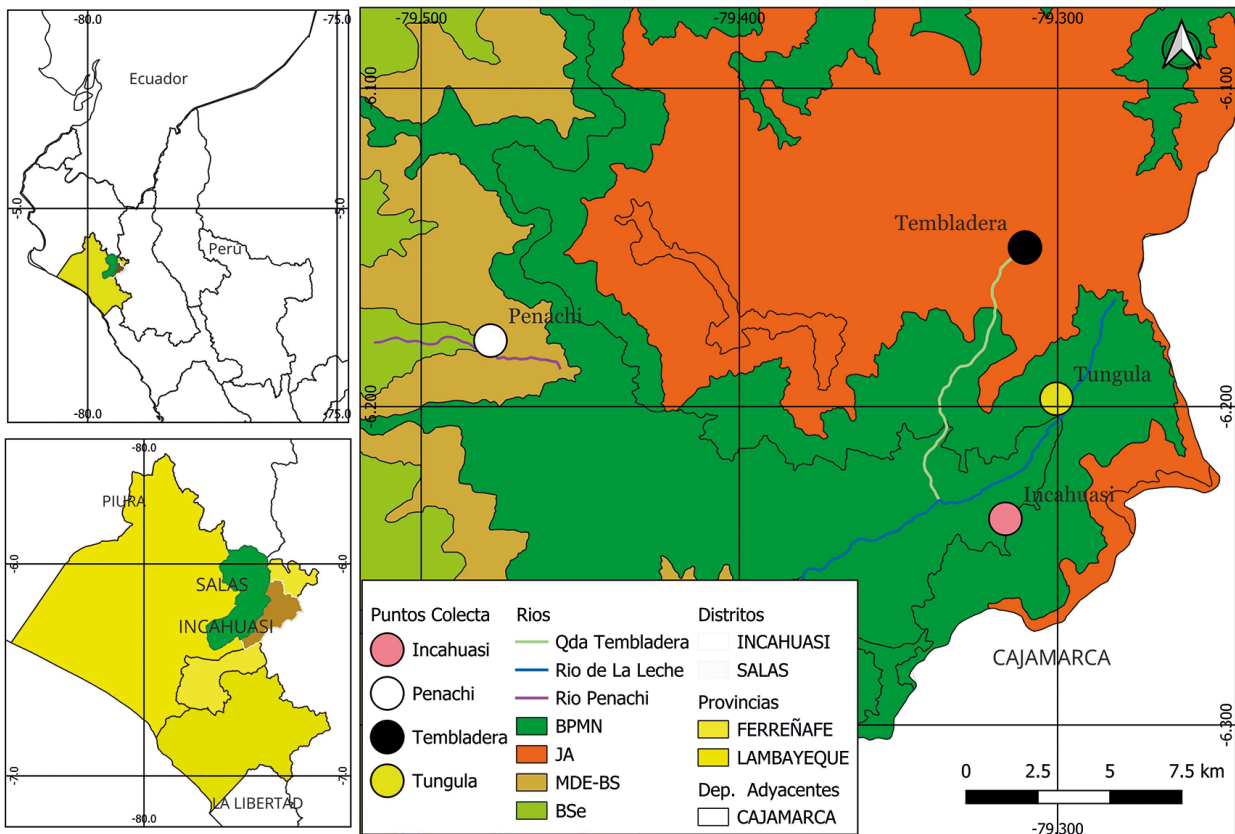 -80.0
-75.0
Ecuador
-5.0
-5.0
Perú
-80.0
-75.0
-80.0
PIURA
-6.0
-6.0
SALAS
INCAHUASI
-7.0
-7.0
LA LIBERTAD
-80.0
-79.500
-79.400
-79.300
-6.100
-6.100
Tembladera
Penachi
Tungula
-6.200
-6.200
Incahuasi
CAJAMARCA
-6.300
-79.300
Puntos Colecta
Incahuasi
Penachi
Tembladera
Tungula
Rios
Qda Tembladera
Rio de La Leche
Rio Penachi
BPMN
JA
MDE-BS
BSe
Distritos
INCAHUASI
SALAS
Provincias
FERREÑAFE
LAMBAYEQUE
Dep. Adyacentes
CAJAMARCA
0 2.5 5 7.5 km